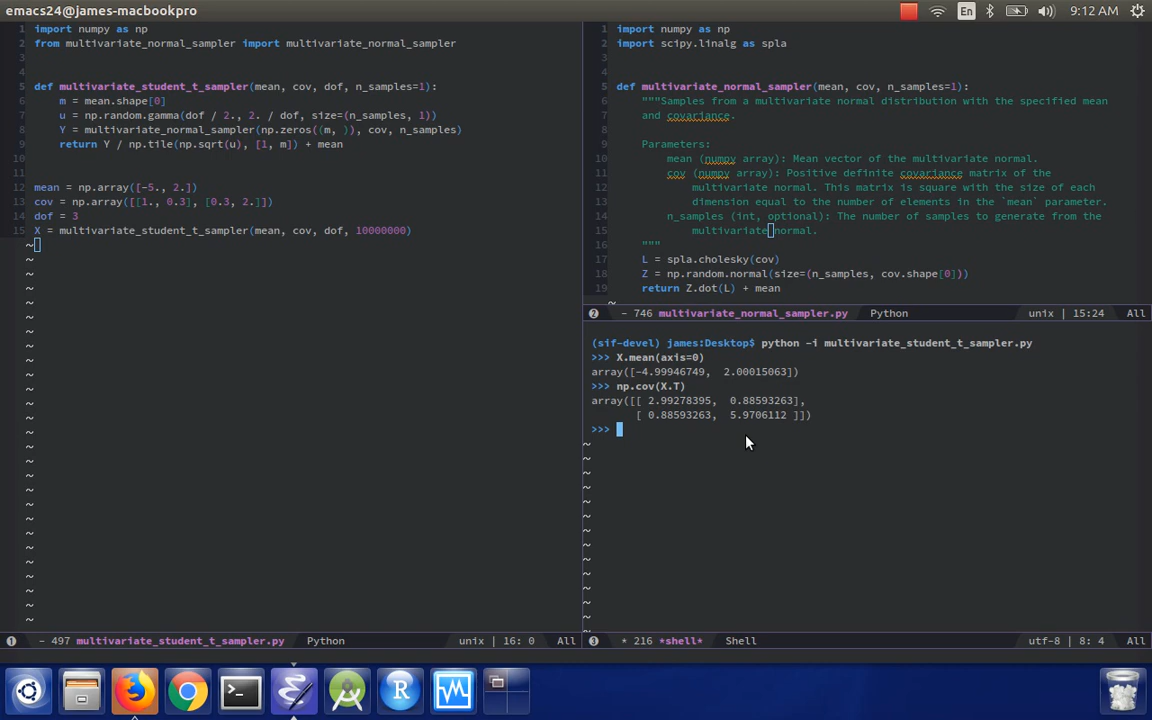 emacs24@james-macbookpro
En
9:12 AM
1 import numpy as np
2 from multivariate_normal_sampler import multivariate_normal_sampler
3
4
5 def multivariate_student_t_sampler(mean, cov, dof, n_samples=1):
6     m = mean.shape[0]
7     u = np.random.gamma(dof / 2., 2. / dof, size=(n_samples, 1))
8     Y = multivariate_normal_sampler(np.zeros((m, )), cov, n_samples)
9     return Y / np.tile(np.sqrt(u), [1, m]) + mean
10
11
12 mean = np.array([-5., 2.])
13 cov = np.array([[1., 0.3], [0.3, 2.]])
14 dof = 3
15 X = multivariate_student_t_sampler(mean, cov, dof, 10000000)
1 - 497 multivariate_student_t_sampler.py Python unix | 16: 0 All
1 import numpy as np
2 import scipy.linalg as spla
3
4
5 def multivariate_normal_sampler(mean, cov, n_samples=1):
6     """Samples from a multivariate normal distribution with the specified mean
7     and covariance.
8
9     Parameters:
10         mean (numpy array): Mean vector of the multivariate normal.
11         cov (numpy array): Positive definite covariance matrix of the
12             multivariate normal. This matrix is square with the size of each
13             dimension equal to the number of elements in the `mean` parameter.
14         n_samples (int, optional): The number of samples to generate from the
15             multivariate normal.
16     """
17     L = spla.cholesky(cov)
18     Z = np.random.normal(size=(n_samples, cov.shape[0]))
19     return Z.dot(L) + mean
2 - 746 multivariate_normal_sampler.py Python unix | 15:24 All
(sif-devel) james:Desktop$ python -i multivariate_student_t_sampler.py
>>> X.mean(axis=0)
array([-4.99946749,  2.00015063])
>>> np.cov(X.T)
array([[ 2.99278395,  0.88593263],
       [ 0.88593263,  5.9706112 ]])
>>>
3 * 216 *shell* Shell utf-8 | 8: 4 All
R